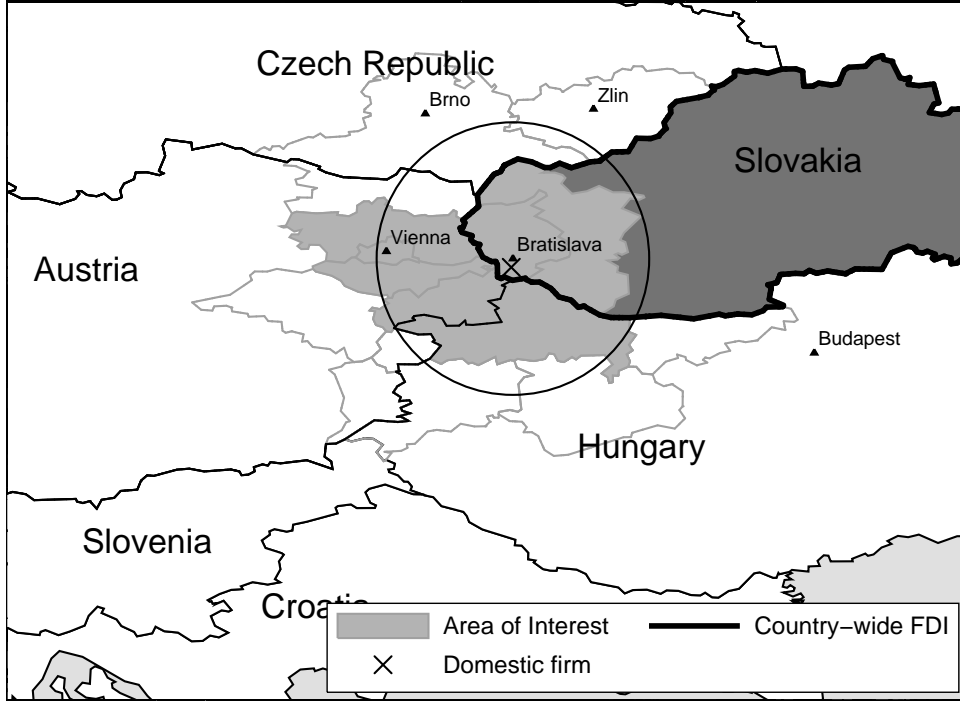 Czech Republic
Brno
Zlin
Slovakia
Vienna
Bratislava
Austria
Budapest
Hungary
Slovenia
Croatia
Area of Interest
Country−wide FDI
Domestic firm